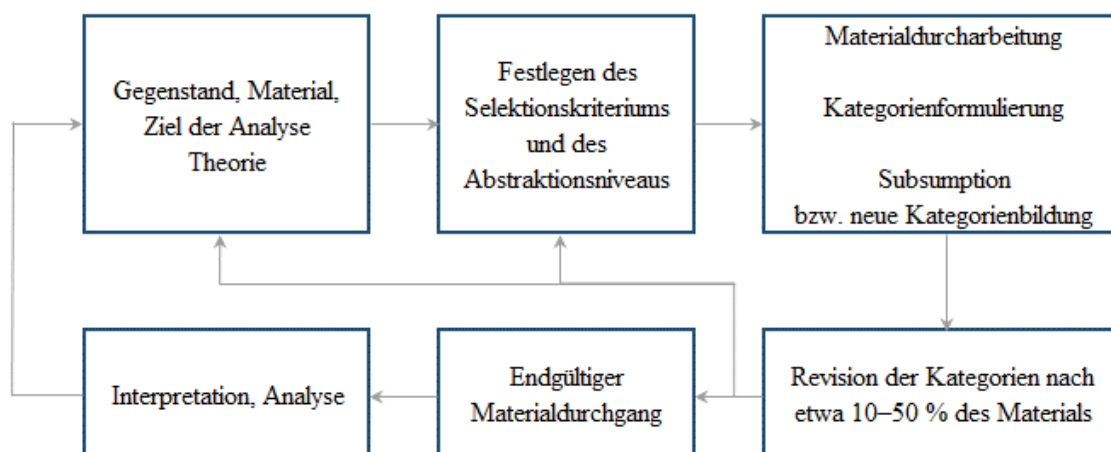 Gegenstand, Material,
Ziel der Analyse
Theorie
Festlegen des
Selektionskriteriums
und des
Abstraktionsniveaus
Materialdurcharbeitung
Kategorienformulierung
Subsumption
bzw. neue Kategorienbildung
Revision der Kategorien nach
etwa 10–50 % des Materials
Endgültiger
Materialdurchgang
Interpretation, Analyse